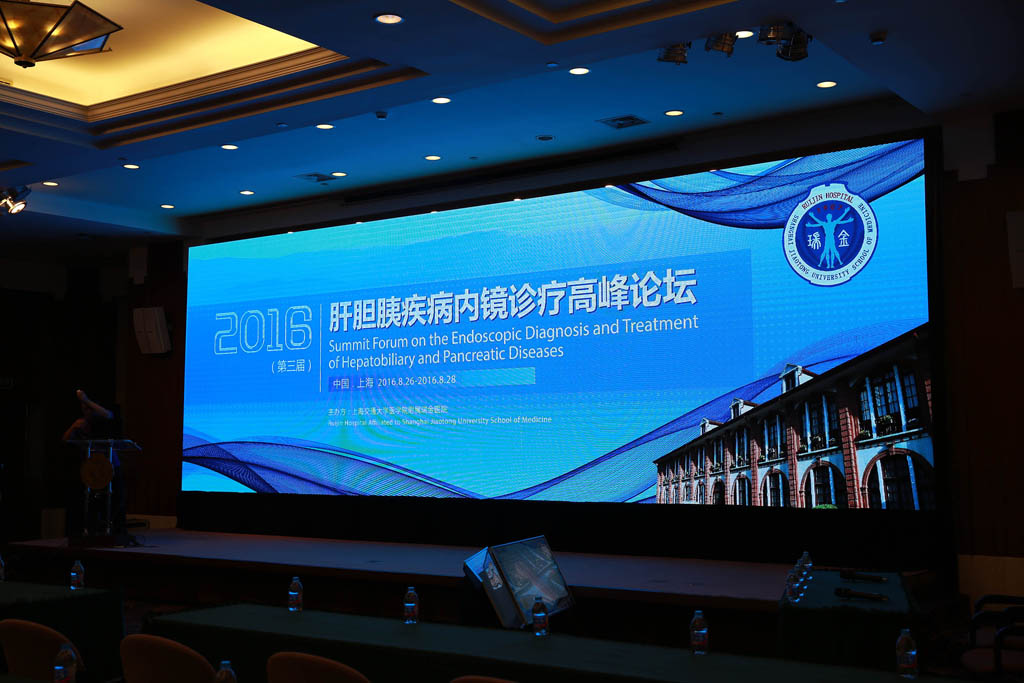 2016
（第三届）
肝胆胰疾病内镜诊疗高峰论坛
Summit Forum on the Endoscopic Diagnosis and Treatment
of Hepatobiliary and Pancreatic Diseases
中国．上海 2016.8.26-2016.8.28
主办方：上海交通大学医学院附属瑞金医院
Ruijin Hospital Affiliated to Shanghai Jiaotong University School of Medicine
RUIJIN HOSPITAL
SHANGHAI JIAOTONG UNIVERSITY SCHOOL OF MEDICINE
瑞金